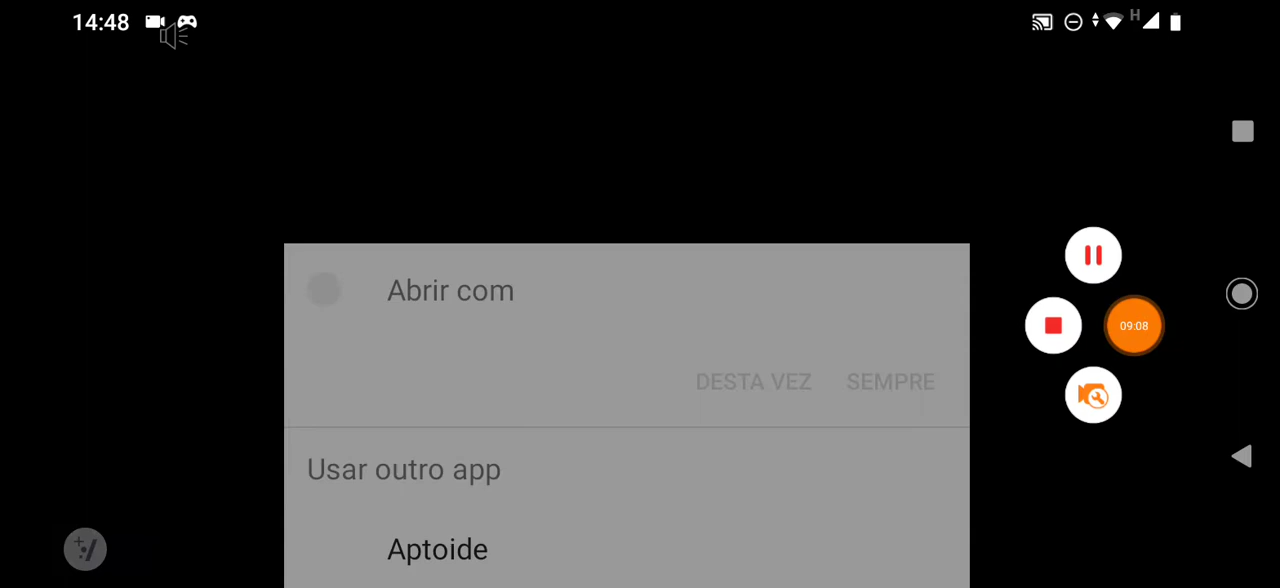 14:48
H
Abrir com
09:08
DESTA VEZ SEMPRE
Usar outro app
Aptoide